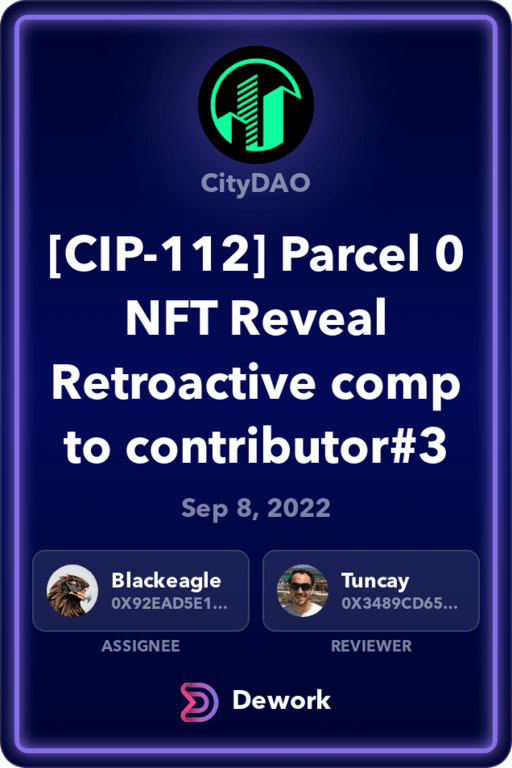 CityDAO
[CIP-112] Parcel 0
NFT Reveal
Retroactive comp
to contributor#3
Sep 8, 2022
Blackeagle
0X92EAD5E1...
Tuncay
0X3489CD65...
ASSIGNEE
REVIEWER
Dework